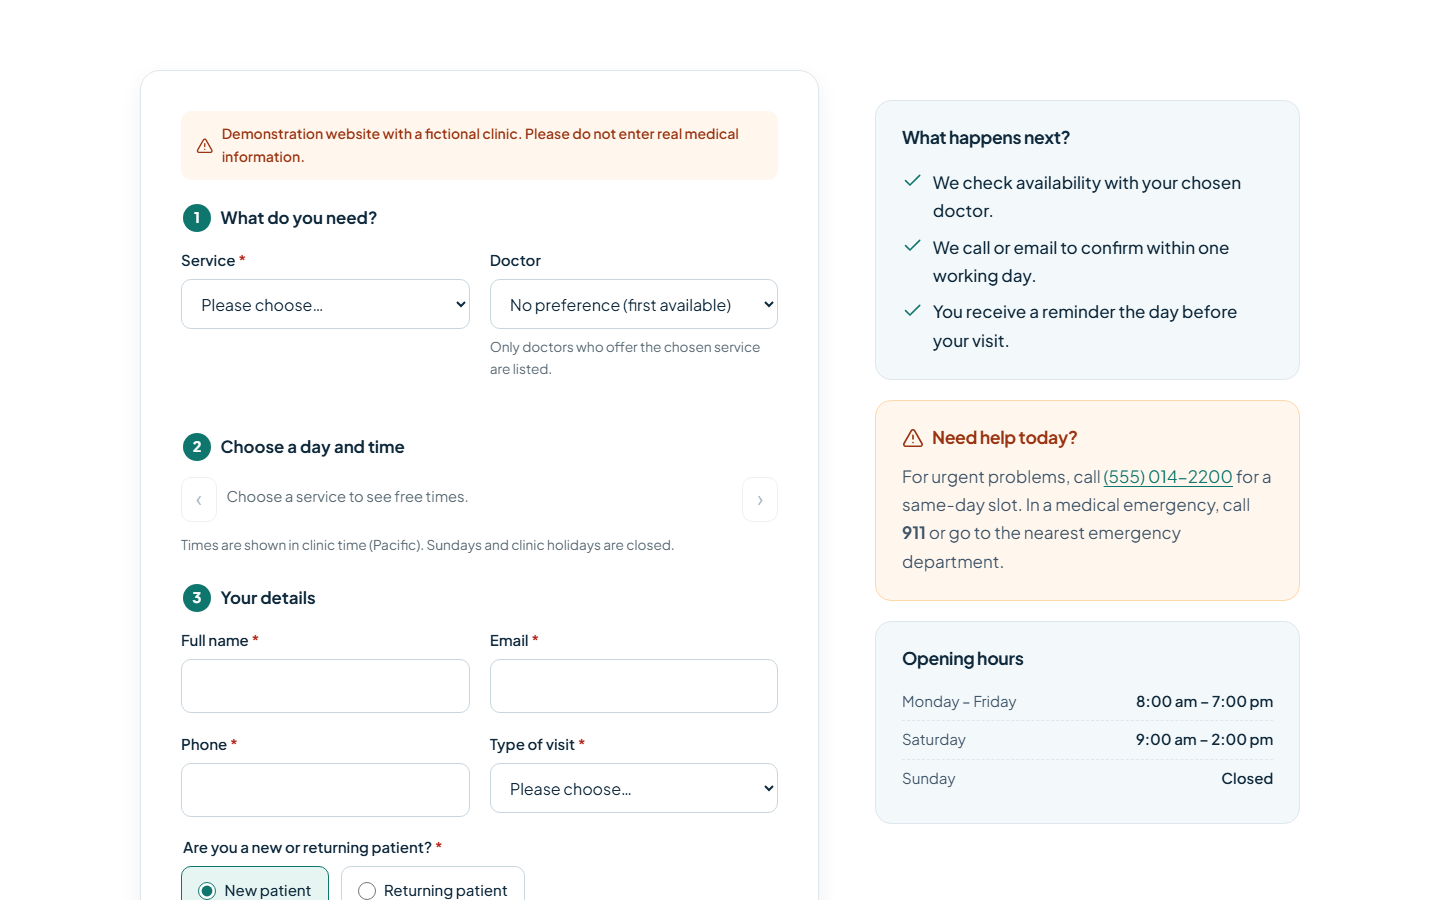 Demonstration website with a fictional clinic. Please do not enter real medical
information.
1 What do you need?
Service *
Doctor
Please choose…
No preference (first available)
Only doctors who offer the chosen service
are listed.
2 Choose a day and time
‹ Choose a service to see free times. ›
Times are shown in clinic time (Pacific). Sundays and clinic holidays are closed.
3 Your details
Full name *
Email *
Phone *
Type of visit *
Please choose…
Are you a new or returning patient? *
New patient
Returning patient
What happens next?
We check availability with your chosen
doctor.
We call or email to confirm within one
working day.
You receive a reminder the day before
your visit.
Need help today?
For urgent problems, call (555) 014-2200 for a
same-day slot. In a medical emergency, call
911 or go to the nearest emergency
department.
Opening hours
Monday – Friday 8:00 am – 7:00 pm
Saturday 9:00 am – 2:00 pm
Sunday Closed